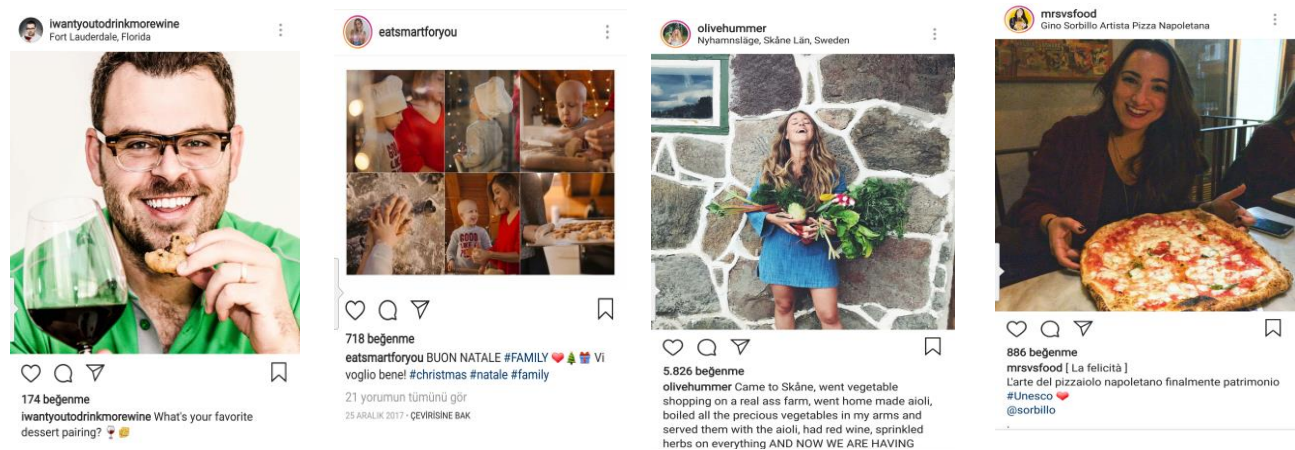 iwantyoutodrinkmorewine
Fort Lauderdale, Florida
174 beğenme
iwantyoutodrinkmorewine What's your favorite
dessert pairing? 🍷🍪
eatsmartforyou
718 beğenme
eatsmartforyou BUON NATALE #FAMILY ❤️🎄🎁 Vi
voglio bene! #christmas #natale #family
21 yorumun tümünü gör
25 ARALIK 2017 • ÇEVİRİSİNE BAK
olivehummer
Nyhamnsläge, Skåne Län, Sweden
5.826 beğenme
olivehummer Came to Skåne, went vegetable
shopping on a real ass farm, went home made aioli,
boiled all the precious vegetables in my arms and
served them with the aioli, had red wine, sprinkled
herbs on everything AND NOW WE ARE HAVING
mrsvsfood
Gino Sorbillo Artista Pizza Napoletana
886 beğenme
mrsvsfood [ La felicità ]
L'arte del pizzaiolo napoletano finalmente patrimonio
#Unesco ❤️
@sorbillo
.